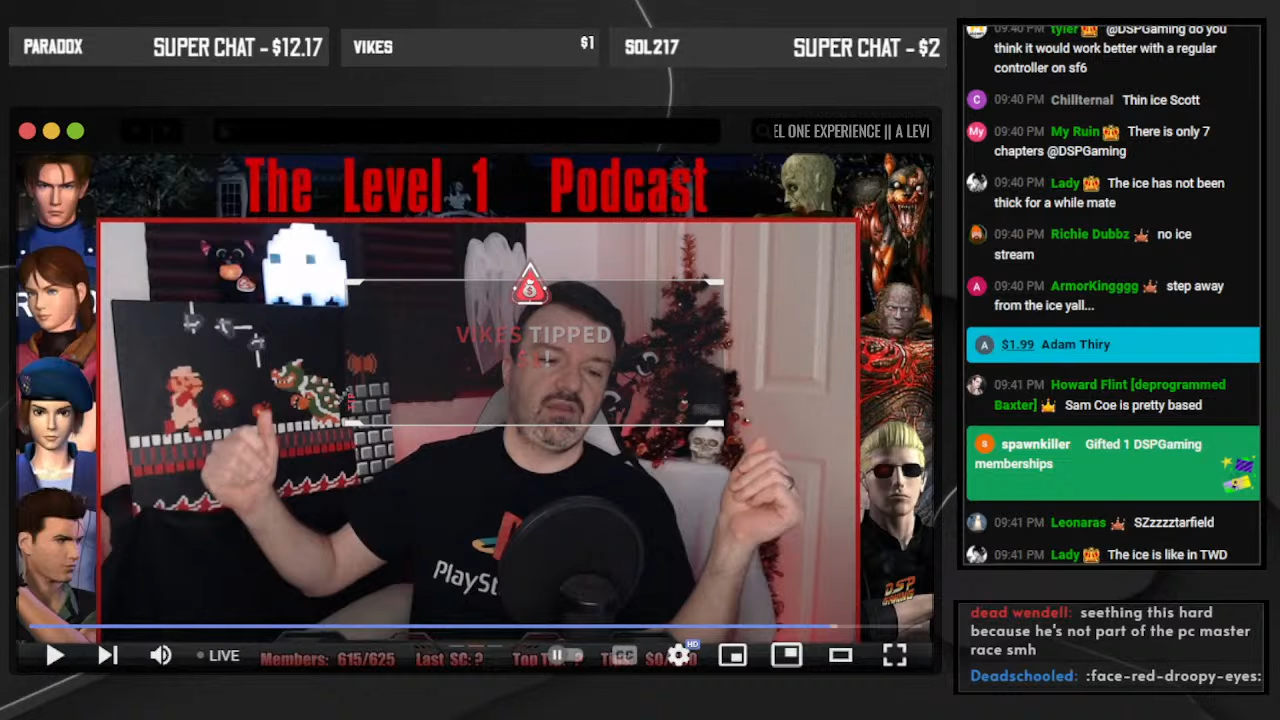 PARADOX SUPER CHAT - $12.17
VIKES $1
SOL217 SUPER CHAT - $2
EL ONE EXPERIENCE || A LEVI
The Level 1 Podcast
VIKES TIPPED
PlaySt
DSP
GAMING
LIVE
HD
CC
Members: 615/625 Last SC: ?
09:40 PM tyler @DSPGaming do you
think it would work better with a regular
controller on sf6
C 09:40 PM Chillternal Thin ice Scott
My 09:40 PM My Ruin There is only 7
chapters @DSPGaming
09:40 PM Lady The ice has not been
thick for a while mate
09:40 PM Richie Dubbz no ice
stream
A 09:40 PM ArmorKingggg step away
from the ice yall...
A $1.99 Adam Thiry
09:41 PM Howard Flint [deprogrammed
Baxter] Sam Coe is pretty based
s spawnkiller Gifted 1 DSPGaming
memberships
09:41 PM Leonaras SZzzzztarfield
09:41 PM Lady The ice is like in TWD
dead wendell: seething this hard
because he's not part of the pc master
race smh
Deadschooled: :face-red-droopy-eyes: